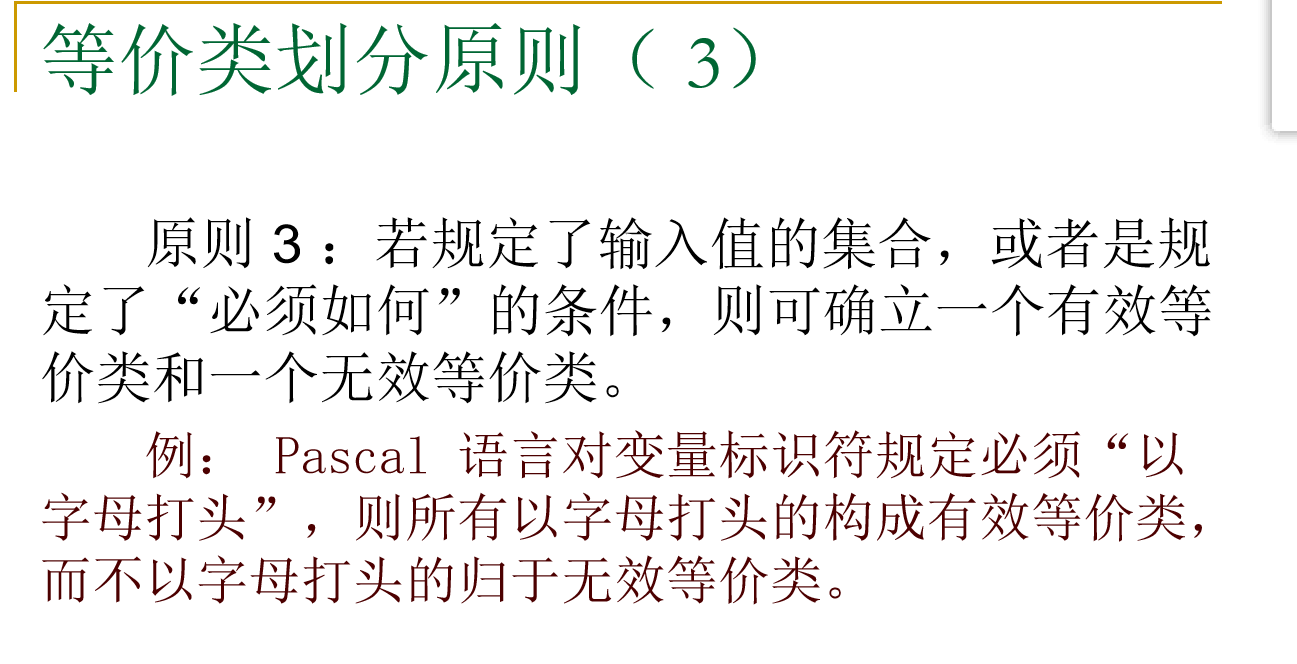 等价类划分原则（3）
原则3：若规定了输入值的集合，或者是规
定了“必须如何”的条件，则可确立一个有效等
价类和一个无效等价类。
例： Pascal 语言对变量标识符规定必须“以
字母打头”，则所有以字母打头的构成有效等价类，
而不以字母打头的归于无效等价类。